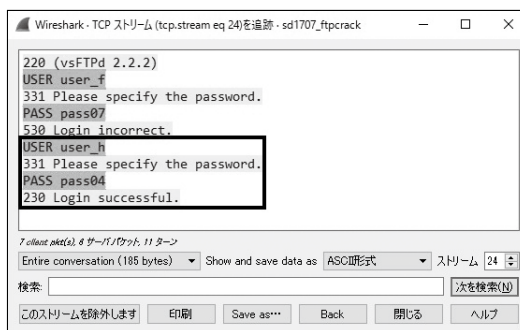 Wireshark - TCP ストリーム (tcp.stream eq 24)を追跡 - sd1707_ftpcrack
220 (vsFTPd 2.2.2)
USER user_f
331 Please specify the password.
PASS pass07
530 Login incorrect.
USER user_h
331 Please specify the password.
PASS pass04
230 Login successful.
7 client pkt(s), 6 サーバパケット, 11 ターン
Entire conversation (185 bytes) Show and save data as ASCII形式 ストリーム 24
検索: 次を検索(N)
このストリームを除外します 印刷 Save as… Back 閉じる ヘルプ